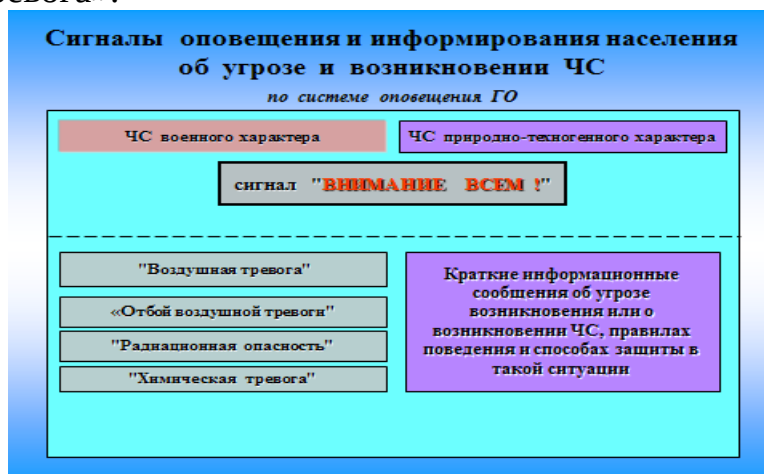 Сигналы оповещения и информирования населения
об угрозе и возникновении ЧС
по системе оповещения ГО
ЧС военного характера
ЧС природно-техногенного характера
сигнал "ВНИМАНИЕ ВСЕМ !"
"Воздушная тревога"
«Отбой воздушной тревоги"
"Радиационная опасность"
"Химическая тревога"
Краткие информационные
сообщения об угрозе
возникновения или о
возникновении ЧС, правилах
поведения и способах защиты в
такой ситуации